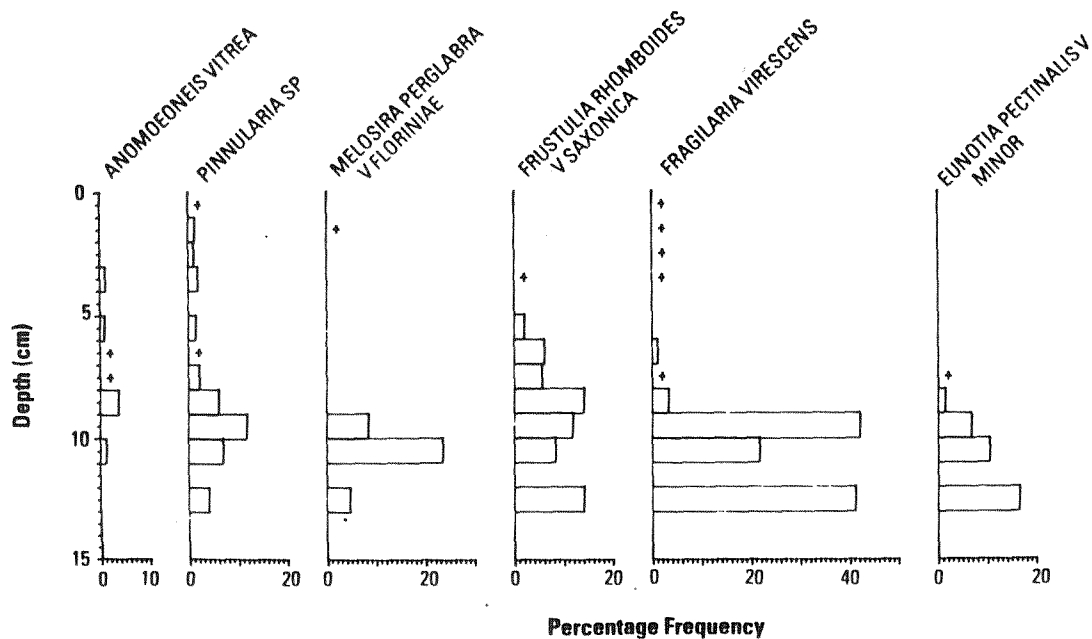 ANOMOEONEIS VITREA
PINNULARIA SP
MELOSIRA PERGLABRA
V FLORINIAE
FRUSTULIA RHOMBOIDES
V SAXONICA
FRAGILARIA VIRESCENS
EUNOTIA PECTINALIS V
MINOR
Depth (cm)
0
5
10
15
0 10
0 20
0 20
0 20
0 20 40
0 20
Percentage Frequency